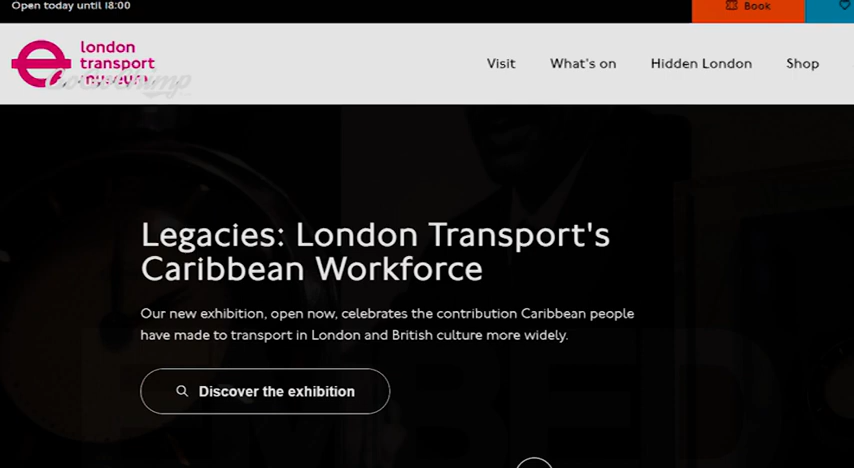 Open today until 18:00
Book
london
transport
museum
Visit
What's on
Hidden London
Shop
Legacies: London Transport's
Caribbean Workforce
Our new exhibition, open now, celebrates the contribution Caribbean people
have made to transport in London and British culture more widely.
Discover the exhibition